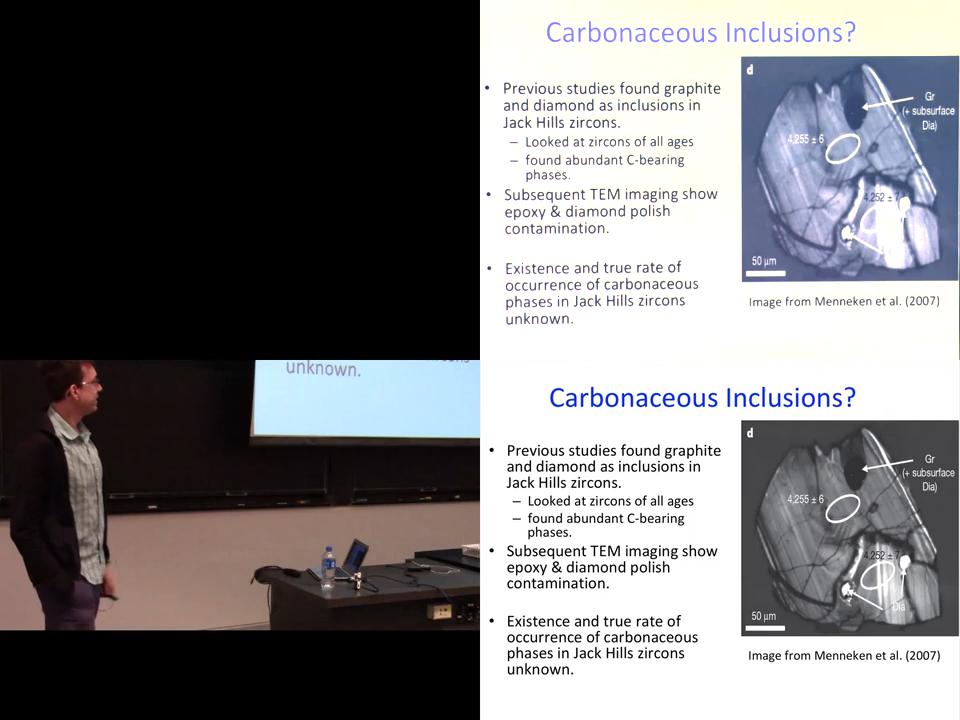 Carbonaceous Inclusions?
• Previous studies found graphite
and diamond as inclusions in
Jack Hills zircons.
– Looked at zircons of all ages
– found abundant C-bearing
phases.
• Subsequent TEM imaging show
epoxy & diamond polish
contamination.
• Existence and true rate of
occurrence of carbonaceous
phases in Jack Hills zircons
unknown.
d
Gr
(+ subsurface
Dia)
4,255 ± 6
4,252 ± 7
50 µm
Image from Menneken et al. (2007)
unknown.
Carbonaceous Inclusions?
• Previous studies found graphite
and diamond as inclusions in
Jack Hills zircons.
– Looked at zircons of all ages
– found abundant C-bearing
phases.
• Subsequent TEM imaging show
epoxy & diamond polish
contamination.
• Existence and true rate of
occurrence of carbonaceous
phases in Jack Hills zircons
unknown.
d
Gr
(+ subsurface
Dia)
4,255 ± 6
4,252 ± 7
Dia
50 µm
Image from Menneken et al. (2007)